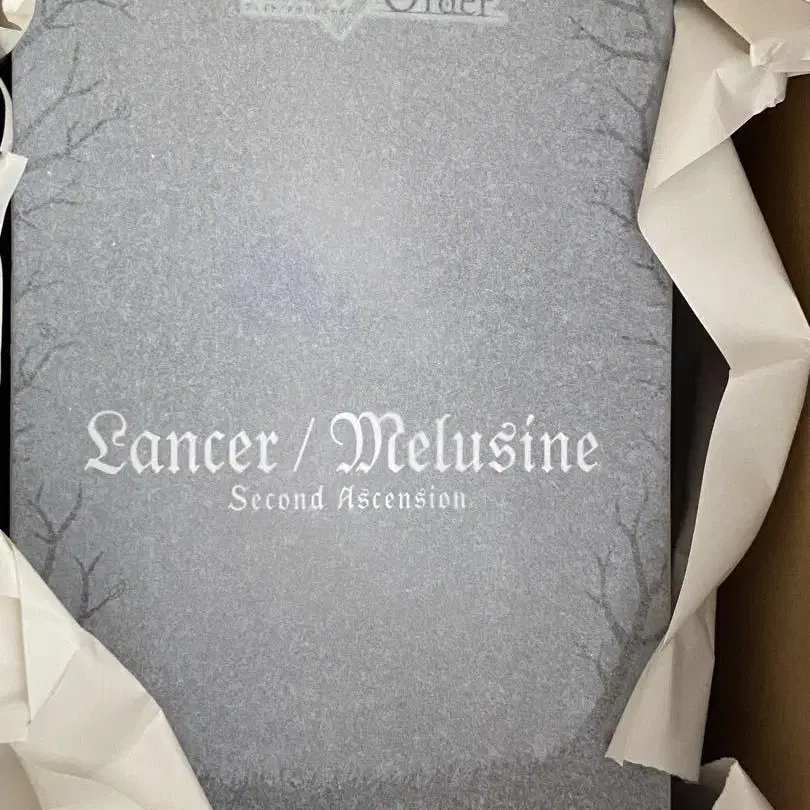 Order
Lancer / Melusine
Second Ascension